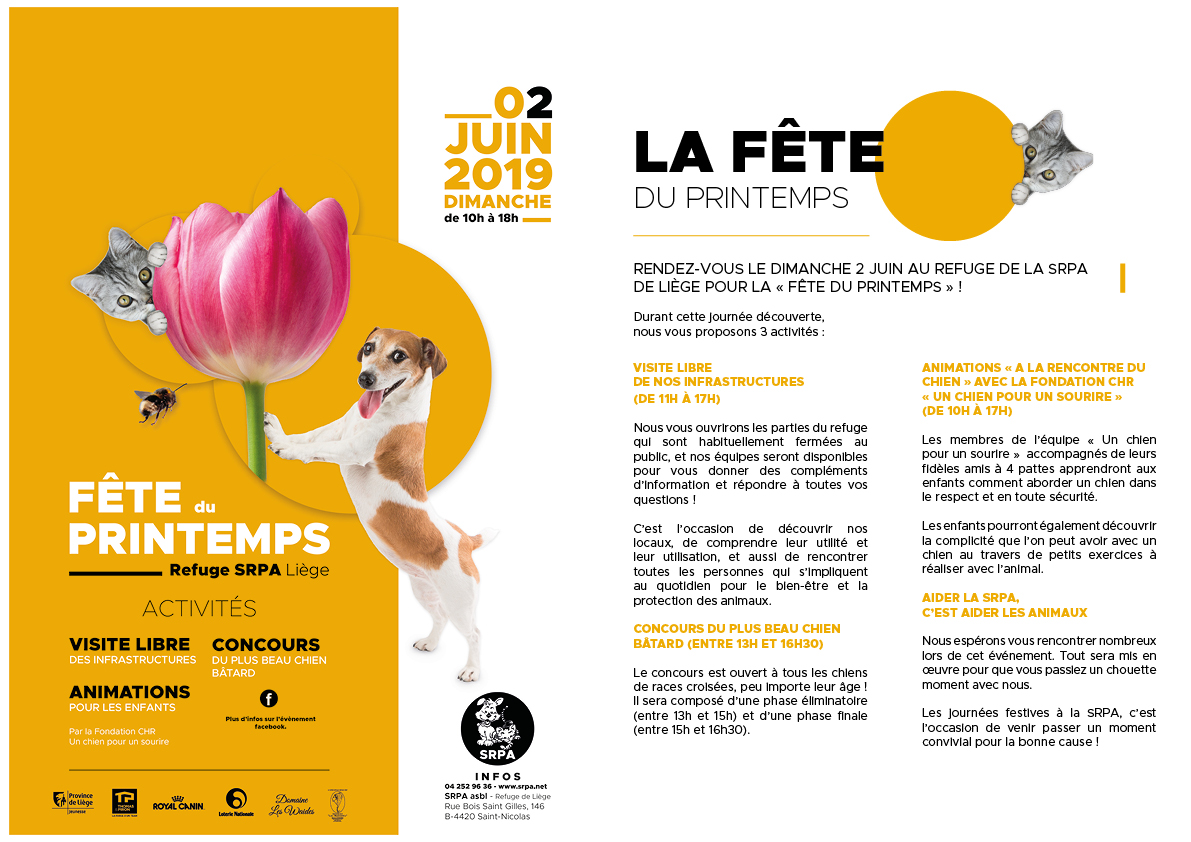 __02
JUIN
2019
DIMANCHE
de 10h à 18h
FÊTE du
PRINTEMPS
Refuge SRPA Liège
ACTIVITÉS
VISITE LIBRE
DES INFRASTRUCTURES
ANIMATIONS
POUR LES ENFANTS
Par la Fondation CHR
Un chien pour un sourire
CONCOURS
DU PLUS BEAU CHIEN
BÂTARD
f
Plus d'infos sur l'évènement
facebook.
Province
de Liège
Jeunesse
TP
THOMAS
& PIRON
ROYAL CANIN
Loterie Nationale
Domaine
Les Waides
SRPA
INFOS
04 252 96 36 - www.srpa.net
SRPA asbl - Refuge de Liège
Rue Bois Saint Gilles, 146
B-4420 Saint-Nicolas
LA FÊTE
DU PRINTEMPS
RENDEZ-VOUS LE DIMANCHE 2 JUIN AU REFUGE DE LA SRPA
DE LIÈGE POUR LA « FÊTE DU PRINTEMPS » !
Durant cette journée découverte,
nous vous proposons 3 activités :
VISITE LIBRE
DE NOS INFRASTRUCTURES
(DE 11H À 17H)
Nous vous ouvrirons les parties du refuge
qui sont habituellement fermées au
public, et nos équipes seront disponibles
pour vous donner des compléments
d'information et répondre à toutes vos
questions !
C'est l'occasion de découvrir nos
locaux, de comprendre leur utilité et
leur utilisation, et aussi de rencontrer
toutes les personnes qui s'impliquent
au quotidien pour le bien-être et la
protection des animaux.
CONCOURS DU PLUS BEAU CHIEN
BÂTARD (ENTRE 13H ET 16H30)
Le concours est ouvert à tous les chiens
de races croisées, peu importe leur âge !
Il sera composé d'une phase éliminatoire
(entre 13h et 15h) et d'une phase finale
(entre 15h et 16h30).
ANIMATIONS « A LA RENCONTRE DU
CHIEN » AVEC LA FONDATION CHR
« UN CHIEN POUR UN SOURIRE »
(DE 10H À 17H)
Les membres de l'équipe « Un chien
pour un sourire » accompagnés de leurs
fidèles amis à 4 pattes apprendront aux
enfants comment aborder un chien dans
le respect et en toute sécurité.
Les enfants pourront également découvrir
la complicité que l'on peut avoir avec un
chien au travers de petits exercices à
réaliser avec l'animal.
AIDER LA SRPA,
C'EST AIDER LES ANIMAUX
Nous espérons vous rencontrer nombreux
lors de cet événement. Tout sera mis en
œuvre pour que vous passiez un chouette
moment avec nous.
Les journées festives à la SRPA, c'est
l'occasion de venir passer un moment
convivial pour la bonne cause !